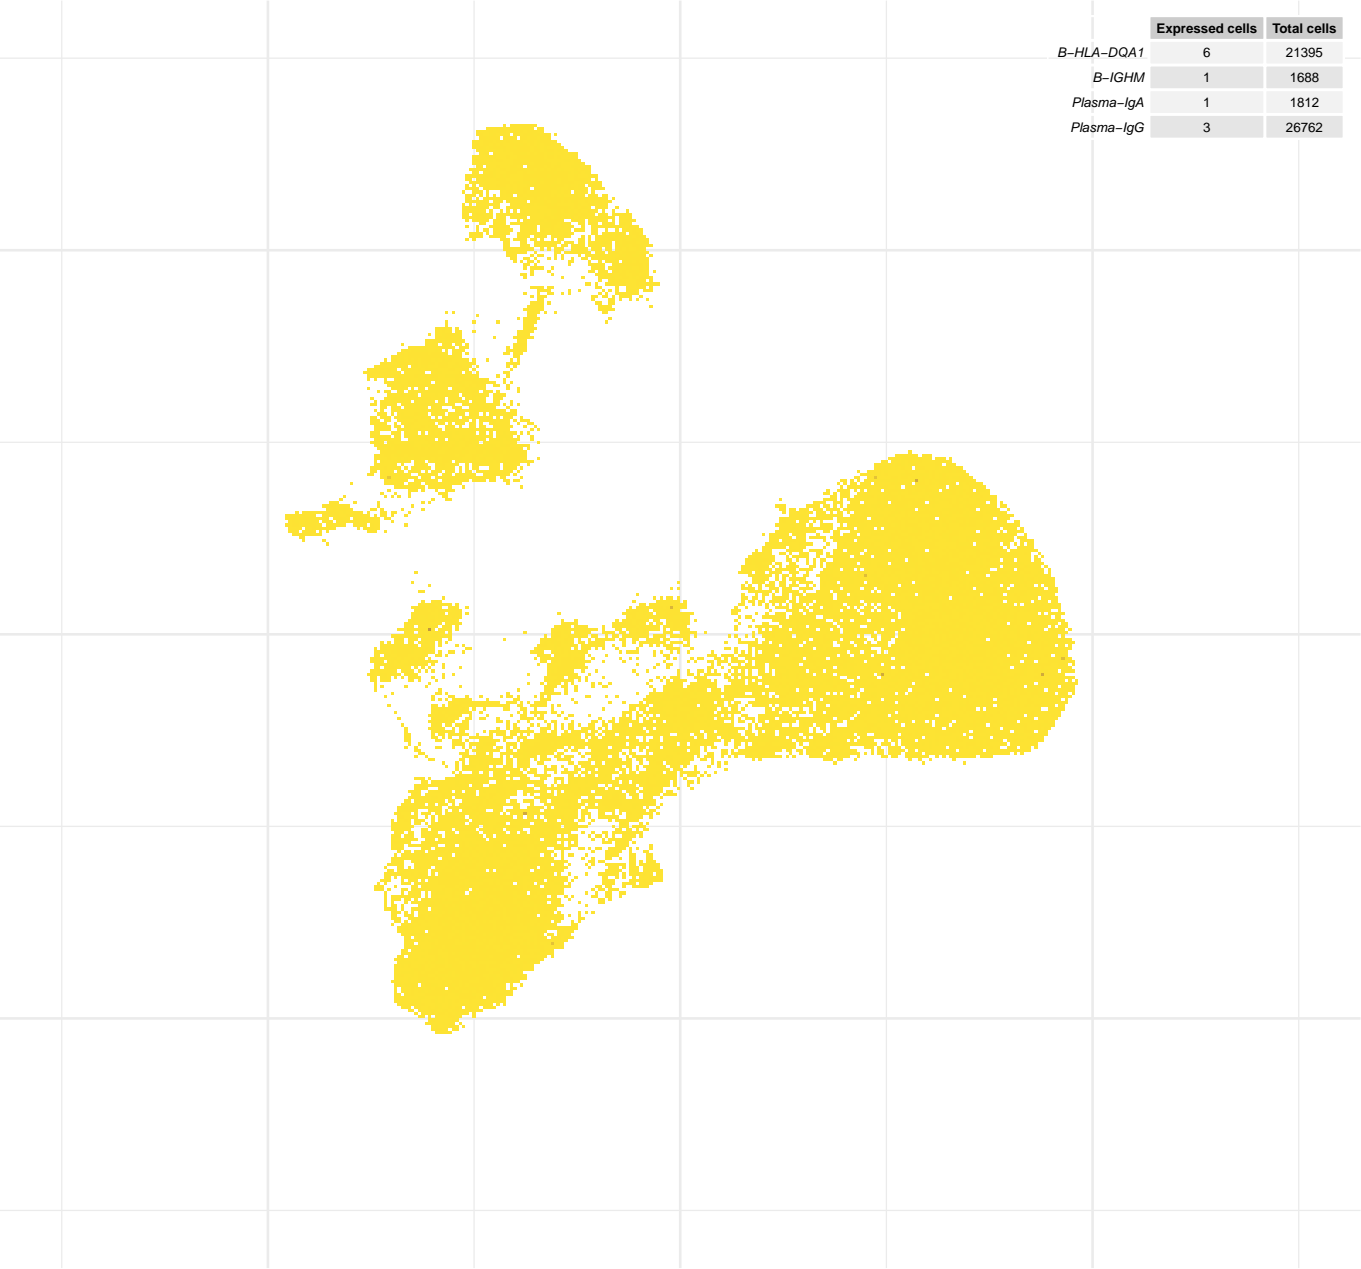 Expressed cells Total cells
B−HLA−DQA1 6 21395
B−IGHM 1 1688
Plasma−IgA 1 1812
Plasma−IgG 3 26762